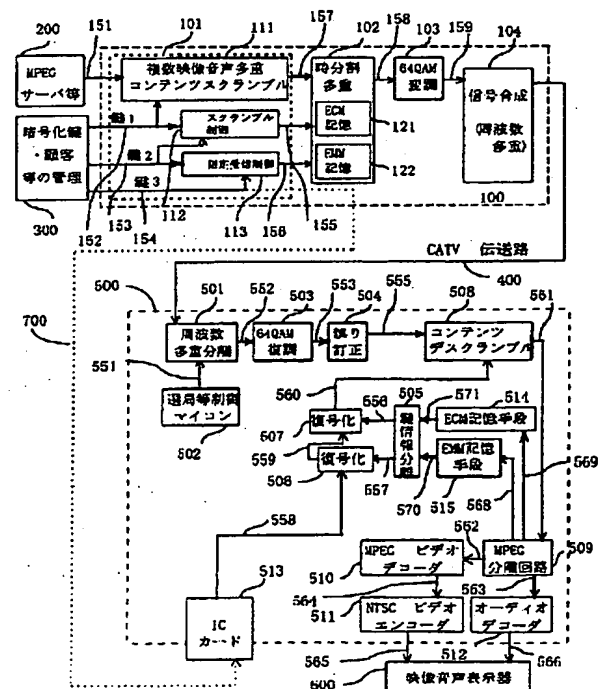 200
151
101
111
157
102
158
103
159
104
MPEG
サーバ等
複数映像音声多重
コンテンツスクランブル
時分割
多重
64QAM
変調
信号合成
(周波数
多重)
暗号化鍵
・顧客
等の管理
鍵1
スクランブル
制御
ECM
記憶
121
鍵2
限定受信制御
EMM
記憶
122
鍵3
300
152
153
154
112
113
156
155
100
CATV 伝送路
400
700
500
501
552
503
553
504
555
508
561
周波数
多重分離
64QAM
復調
誤り
訂正
コンテンツ
デスクランブル
551
選局等制御
マイコン
502
560
507
復号化
556
505
571
514
ECM記憶手段
559
508
復号化
557
鍵情報分離
EMM記憶
手段
570
515
568
569
558
562
MPEG ビデオ
デコーダ
510
MPEG
分離回路
509
513
564
563
511
NTSC ビデオ
エンコーダ
オーディオ
デコーダ
IC
カード
565
512
566
600
映像音声表示器